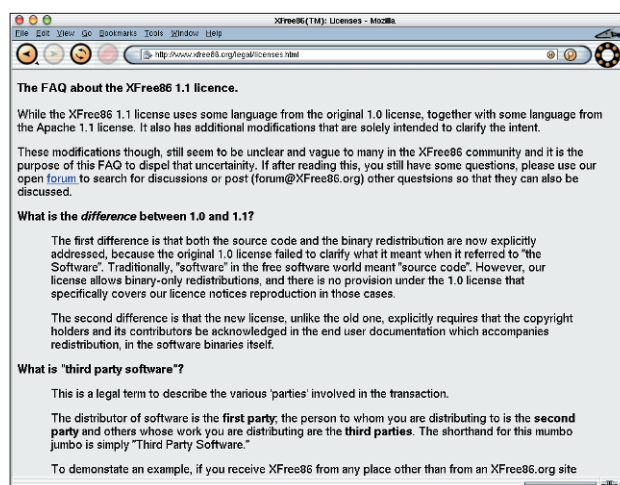 XFree86(TM): Licenses - Mozilla
File Edit View Go Bookmarks Tools Window Help
http://www.xfree86.org/legal/licenses.html
The FAQ about the XFree86 1.1 licence.
While the XFree86 1.1 license uses some language from the original 1.0 license, together with some language from
the Apache 1.1 license. It also has additional modifications that are solely intended to clarify the intent.
These modifications though, still seem to be unclear and vague to many in the XFree86 community and it is the
purpose of this FAQ to dispel that uncertainity. If after reading this, you still have some questions, please use our
open forum to search for discussions or post (forum@XFree86.org) other questsions so that they can also be
discussed.
What is the difference between 1.0 and 1.1?
The first difference is that both the source code and the binary redistribution are now explicitly
addressed, because the original 1.0 license failed to clarify what it meant when it referred to "the
Software". Traditionally, "software" in the free software world meant "source code". However, our
license allows binary-only redistributions, and there is no provision under the 1.0 license that
specifically covers our licence notices reproduction in those cases.
The second difference is that the new license, unlike the old one, explicitly requires that the copyright
holders and its contributors be acknowledged in the end user documentation which accompanies
redistribution, in the software binaries itself.
What is "third party software"?
This is a legal term to describe the various 'parties' involved in the transaction.
The distributor of software is the first party; the person to whom you are distributing to is the second
party and others whose work you are distributing are the third parties. The shorthand for this mumbo
jumbo is simply "Third Party Software."
To demonstate an example, if you receive XFree86 from any place other than from an XFree86.org site